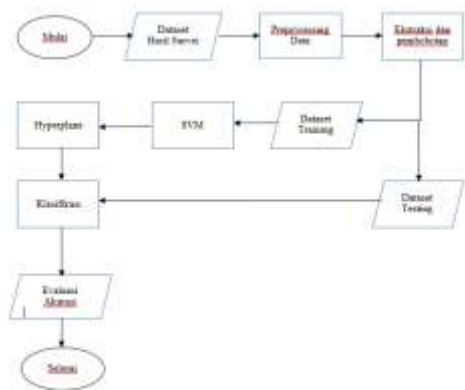 Mulai
Dataset
Hasil Survei
Preprocessing
Data
Ekstraksi dan
pembobotan
Hyperplane
SVM
Dataset
Training
Klasifikasi
Dataset
Testing
Evaluasi
Akurasi
Selesai